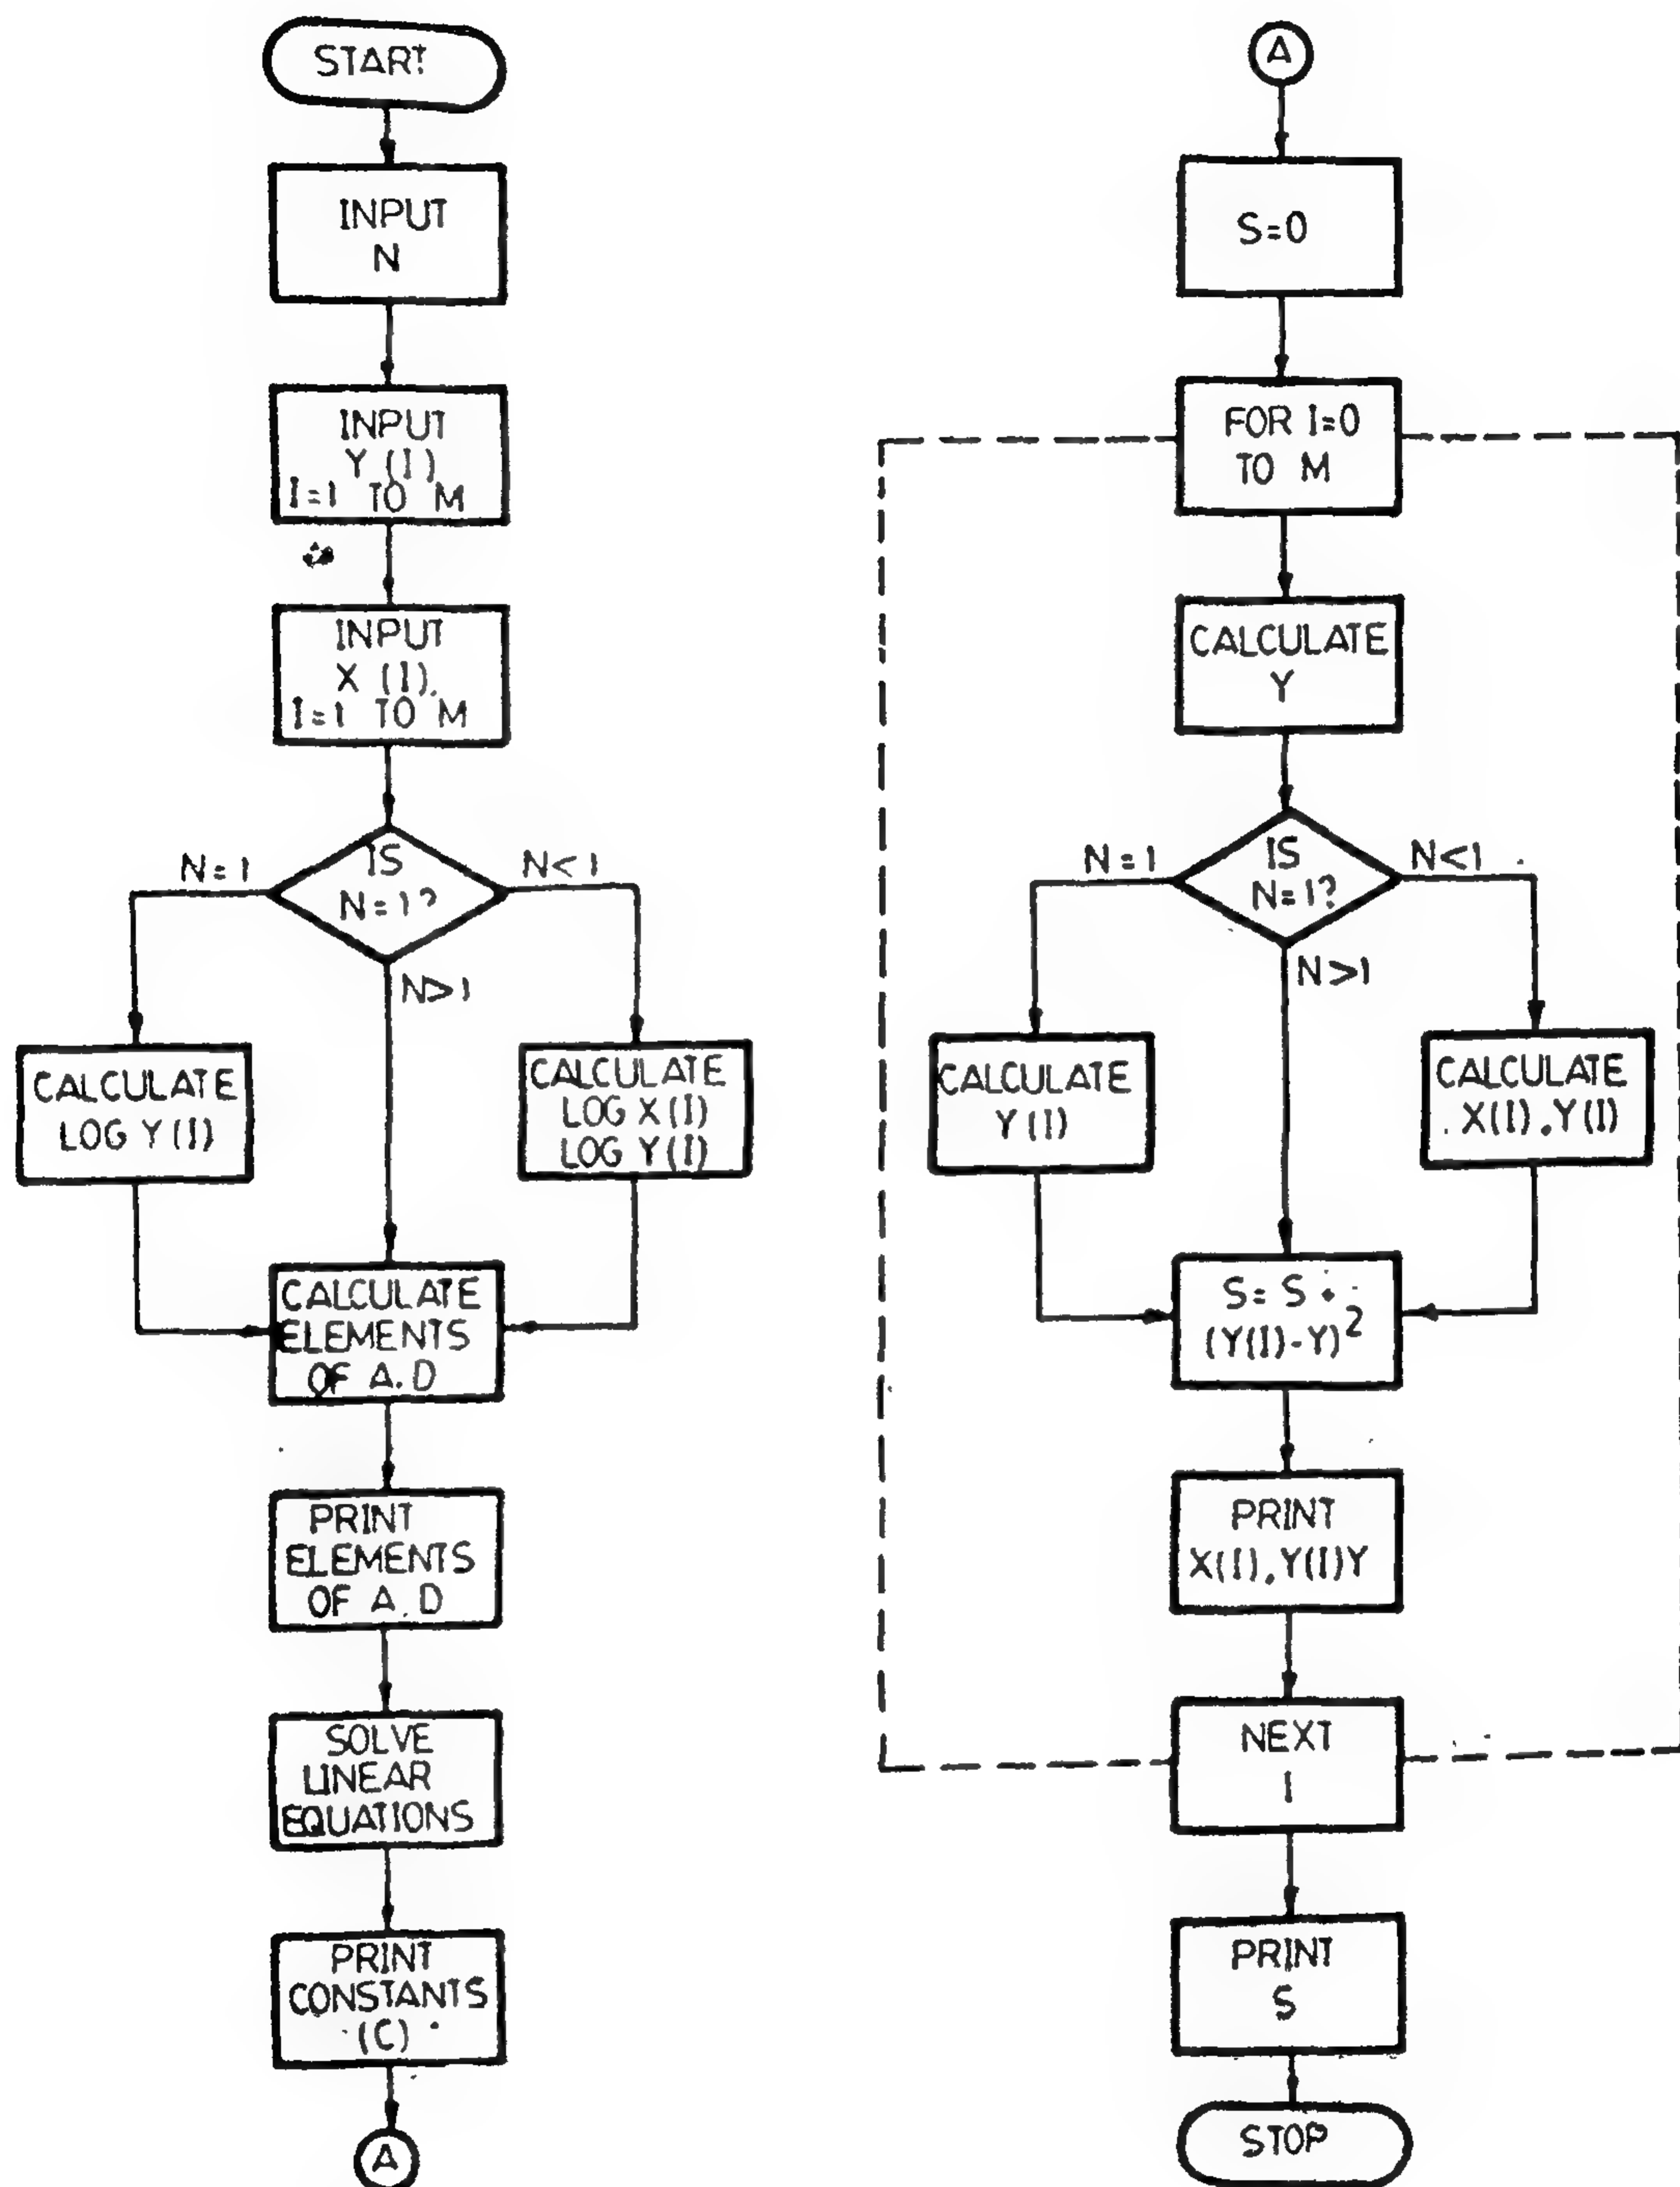 START
INPUT
N
INPUT
Y (I)
I=1 TO M
INPUT
X (I).
I=1 TO M
IS
N=1?
N=1
N<1
N>1
CALCULATE
LOG Y(I)
CALCULATE
LOG X(I)
LOG Y(I)
CALCULATE
ELEMENTS
OF A.D
PRINT
ELEMENTS
OF A.D
SOLVE
LINEAR
EQUATIONS
PRINT
CONSTANTS
(C)
A
A
S=0
FOR I=0
TO M
CALCULATE
Y
IS
N=1?
N=1
N<1
N>1
CALCULATE
Y(I)
CALCULATE
X(I).Y(I)
S= S +
(Y(I)-Y)²
PRINT
X(I).Y(I)Y
NEXT
I
PRINT
S
STOP